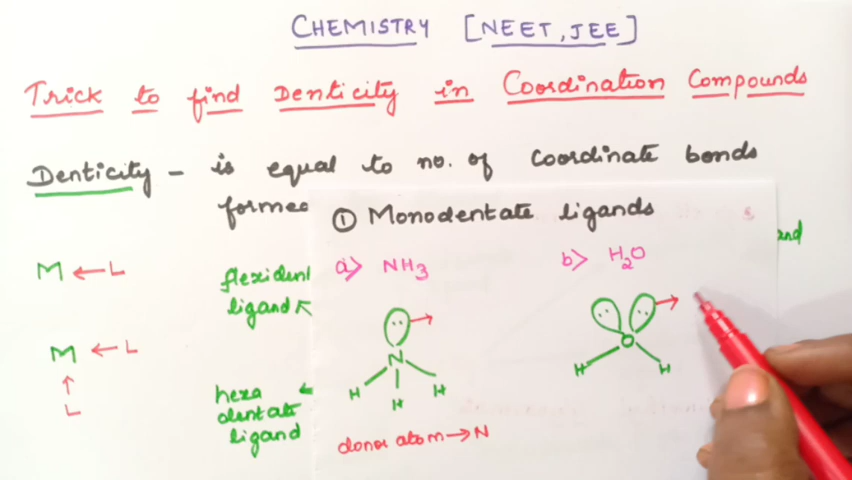 CHEMISTRY [NEET, JEE]
Trick to find Denticity in Coordination Compounds
Denticity - is equal to no. of coordinate bonds
formed
① Monodentate ligands
a> NH3
b> H2O
M ← L
flexident
ligand
N
H H H
O
H H
M ← L
↑
L
hexa
dentate
ligand
donor atom → N